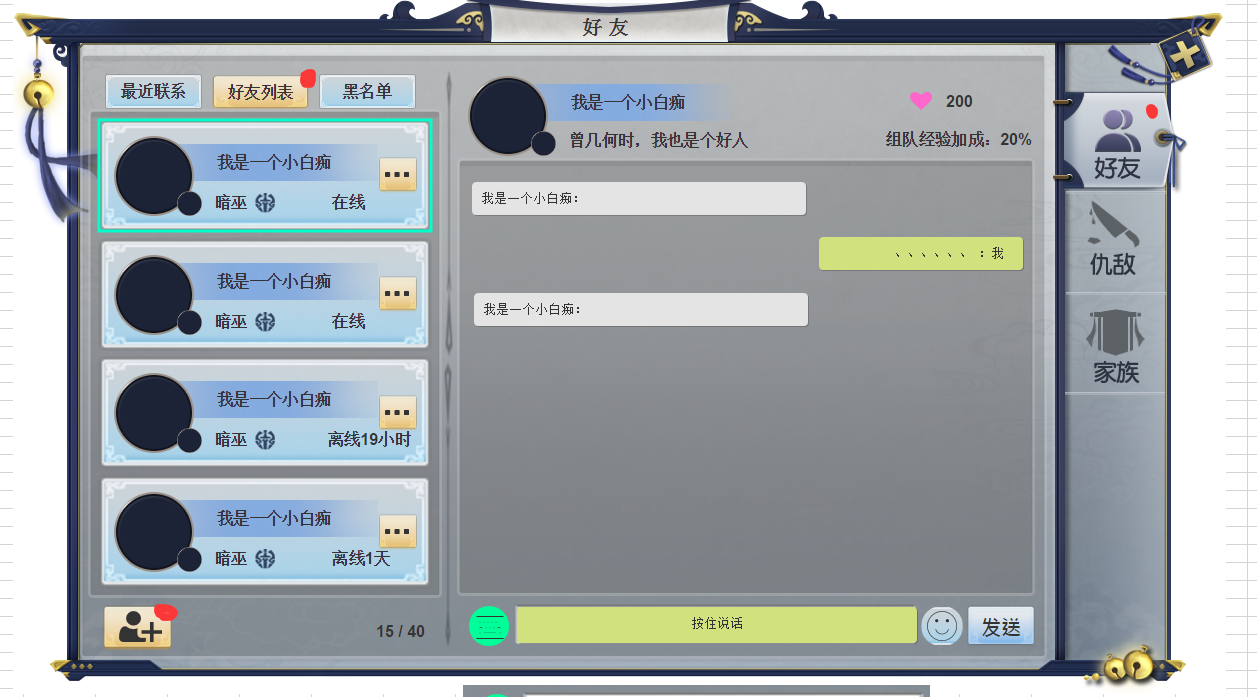 好友
最近联系
好友列表
黑名单
我是一个小白痴
暗巫
在线
我是一个小白痴
暗巫
在线
我是一个小白痴
暗巫
离线19小时
我是一个小白痴
暗巫
离线1天
15 / 40
我是一个小白痴
200
曾几何时，我也是个好人
组队经验加成：20%
我是一个小白痴：
、、、、、、：我
我是一个小白痴：
按住说话
发送
好友
仇敌
家族